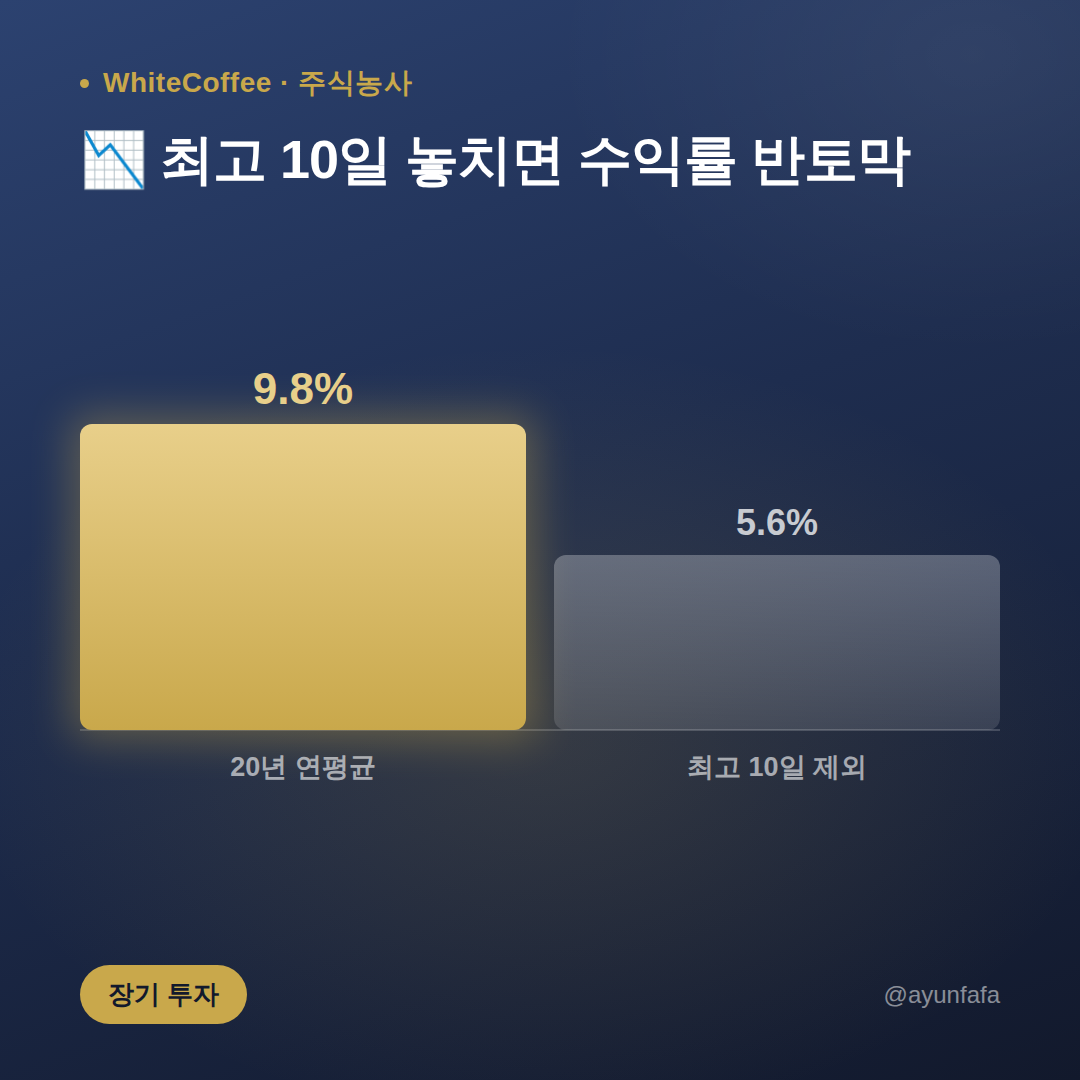 WhiteCoffee · 주식농사
📉 최고 10일 놓치면 수익률 반토막
9.8%
5.6%
20년 연평균
최고 10일 제외
장기 투자
@ayunfafa